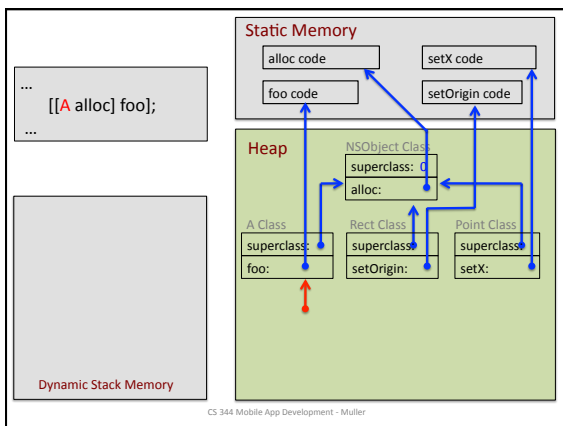 Static Memory
alloc code
setX code
foo code
setOrigin code
...
[[A alloc] foo];
...
Heap
NSObject Class
superclass: 0
alloc:
A Class
superclass:
foo:
Rect Class
superclass:
setOrigin:
Point Class
superclass:
setX:
Dynamic Stack Memory
CS 344 Mobile App Development - Muller